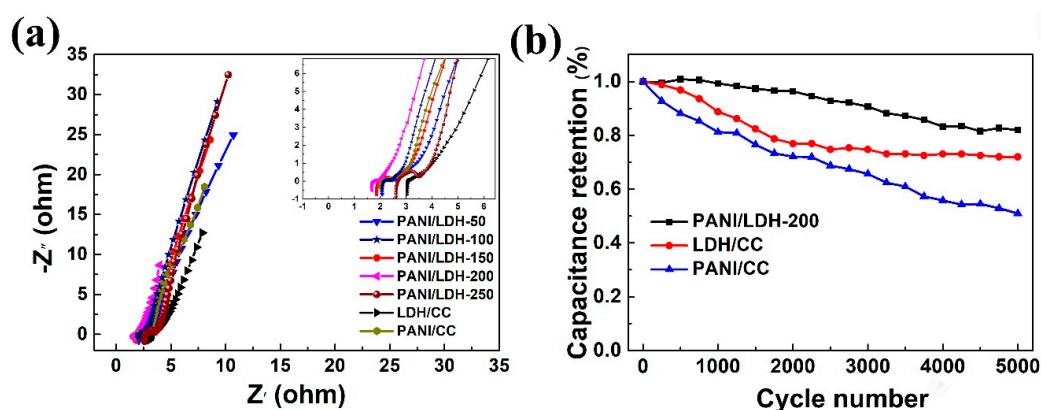 (a)
-Z'' (ohm)
35
30
25
20
15
10
5
0
0 5 10 15 20 25 30 35
Z' (ohm)
6
5
4
3
2
1
0
-1
-1 0 1 2 3 4 5 6
PANI/LDH-50
PANI/LDH-100
PANI/LDH-150
PANI/LDH-200
PANI/LDH-250
LDH/CC
PANI/CC
(b)
Capacitance retention (%)
1.0
0.8
0.6
0.4
0.2
0.0
0 1000 2000 3000 4000 5000
Cycle number
PANI/LDH-200
LDH/CC
PANI/CC